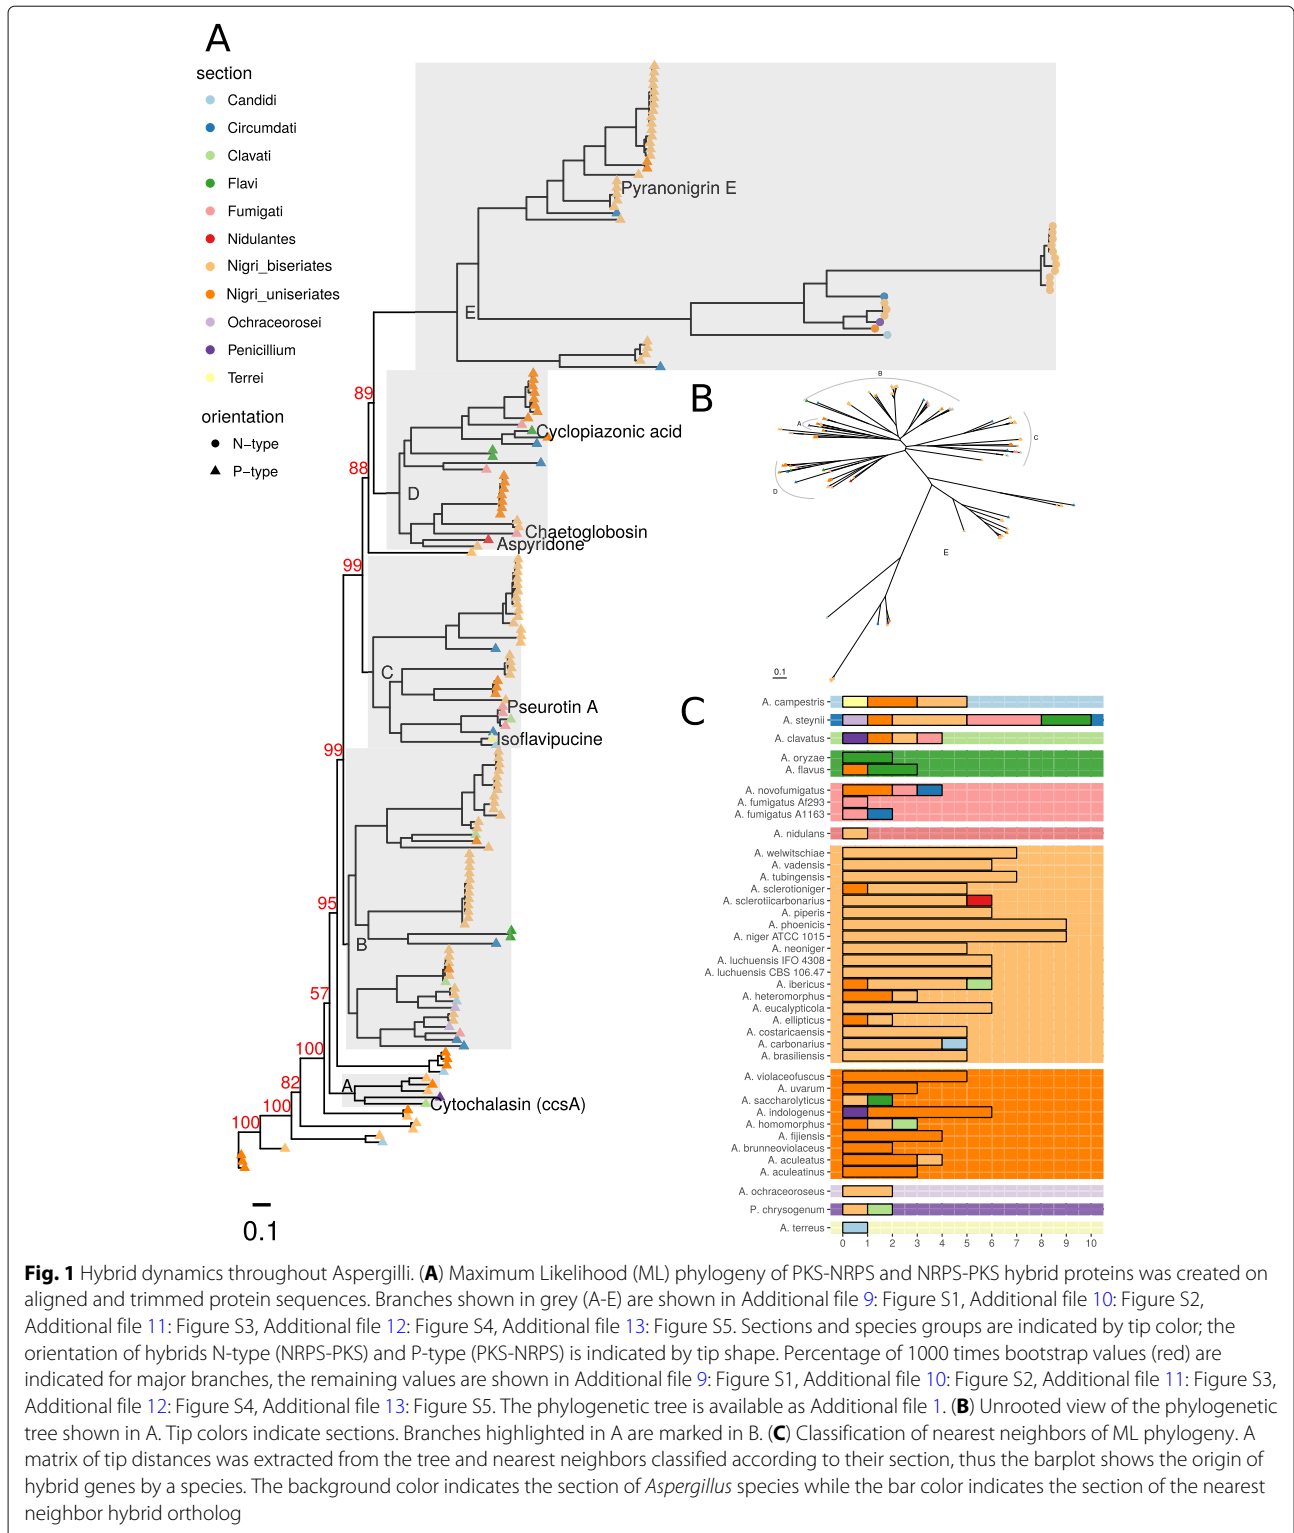 A
section
Candidi
Circumdati
Clavati
Flavi
Fumigati
Nidulantes
Nigri_biseriates
Nigri_uniseriates
Ochraceorosei
Penicillium
Terrei
orientation
N-type
P-type
Pyranonigrin E
E
89
Cyclopiazonic acid
88
D
Chaetoglobosin
Aspyridone
99
C
Pseurotin A
Isoflavipucine
99
95
B
57
100
82
A
Cytochalasin (ccsA)
100
100
0.1
B
B
A
C
D
E
0.1
C
A. campestris
A. steynii
A. clavatus
A. oryzae
A. flavus
A. novofumigatus
A. fumigatus Af293
A. fumigatus A1163
A. nidulans
A. welwitschiae
A. vadensis
A. tubingensis
A. sclerotioniger
A. sclerotiicarbonarius
A. piperis
A. phoenicis
A. niger ATCC 1015
A. neoniger
A. luchuensis IFO 4308
A. luchuensis CBS 106.47
A. ibericus
A. heteromorphus
A. eucalypticola
A. ellipticus
A. costaricaensis
A. carbonarius
A. brasiliensis
A. violaceofuscus
A. uvarum
A. saccharolyticus
A. indologenus
A. homomorphus
A. fijiensis
A. brunneoviolaceus
A. aculeatus
A. aculeatinus
A. ochraceoroseus
P. chrysogenum
A. terreus
0 1 2 3 4 5 6 7 8 9 10
Fig. 1 Hybrid dynamics throughout Aspergilli. (A) Maximum Likelihood (ML) phylogeny of PKS-NRPS and NRPS-PKS hybrid proteins was created on
aligned and trimmed protein sequences. Branches shown in grey (A-E) are shown in Additional file 9: Figure S1, Additional file 10: Figure S2,
Additional file 11: Figure S3, Additional file 12: Figure S4, Additional file 13: Figure S5. Sections and species groups are indicated by tip color; the
orientation of hybrids N-type (NRPS-PKS) and P-type (PKS-NRPS) is indicated by tip shape. Percentage of 1000 times bootstrap values (red) are
indicated for major branches, the remaining values are shown in Additional file 9: Figure S1, Additional file 10: Figure S2, Additional file 11: Figure S3,
Additional file 12: Figure S4, Additional file 13: Figure S5. The phylogenetic tree is available as Additional file 1. (B) Unrooted view of the phylogenetic
tree shown in A. Tip colors indicate sections. Branches highlighted in A are marked in B. (C) Classification of nearest neighbors of ML phylogeny. A
matrix of tip distances was extracted from the tree and nearest neighbors classified according to their section, thus the barplot shows the origin of
hybrid genes by a species. The background color indicates the section of Aspergillus species while the bar color indicates the section of the nearest
neighbor hybrid ortholog